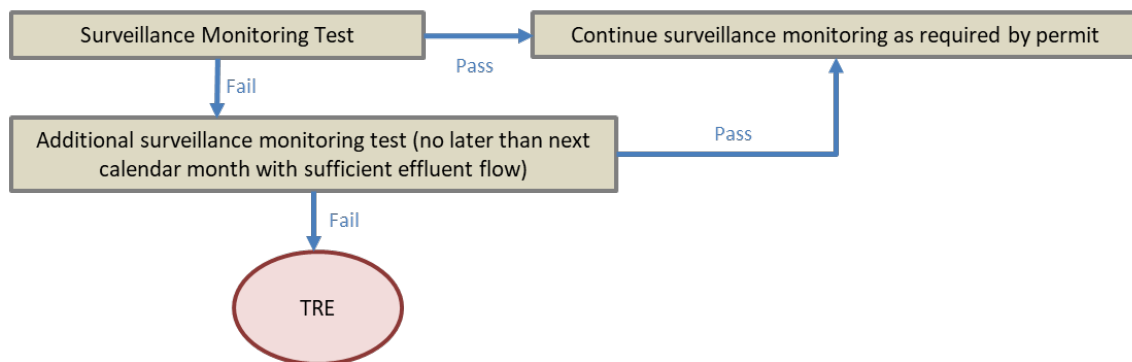 Surveillance Monitoring Test
Continue surveillance monitoring as required by permit
Pass
Fail
Additional surveillance monitoring test (no later than next
calendar month with sufficient effluent flow)
Pass
Fail
TRE